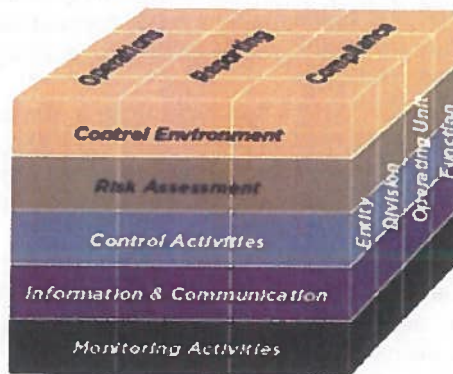 Operations
Reporting
Compliance
Control Environment
Risk Assessment
Control Activities
Information & Communication
Monitoring Activities
Entity
Division
Operating Unit
Function